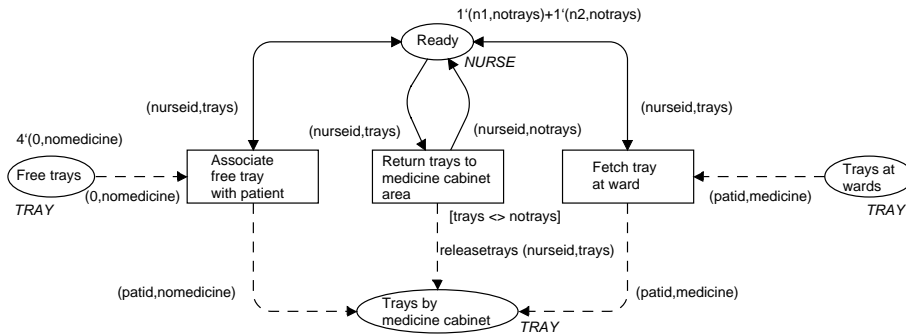 1‘(n1,notrays)+1‘(n2,notrays)
Ready
NURSE
(nurseid,trays)
(nurseid,trays)
(nurseid,notrays)
(nurseid,trays)
4‘(0,nomedicine)
Free trays
TRAY
(0,nomedicine)
Associate
free tray
with patient
Return trays to
medicine cabinet
area
[trays <> notrays]
Fetch tray
at ward
(patid,medicine)
Trays at
wards
TRAY
releasetrays (nurseid,trays)
(patid,nomedicine)
(patid,medicine)
Trays by
medicine cabinet
TRAY